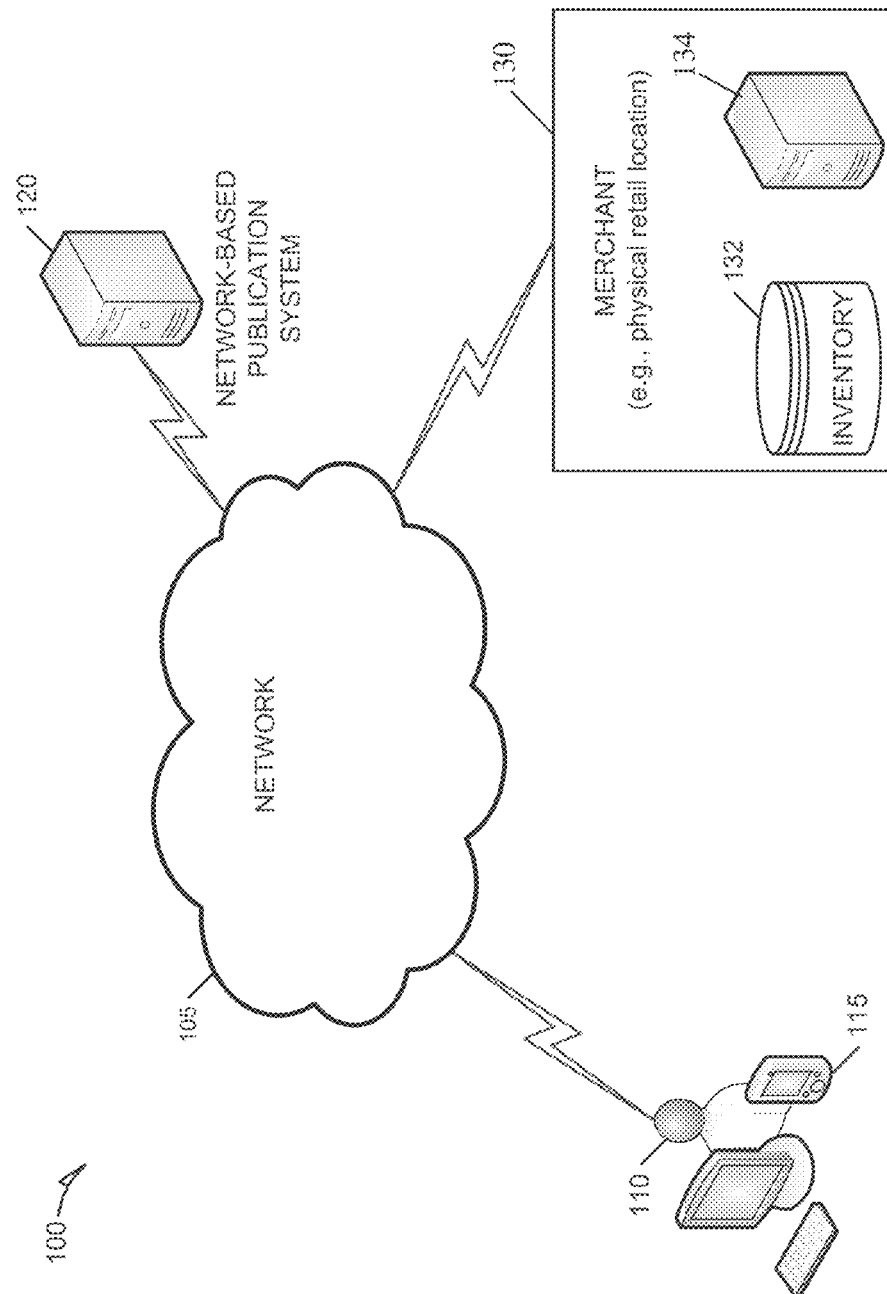 100
105
NETWORK
120
NETWORK-BASED
PUBLICATION
SYSTEM
110
115
130
MERCHANT
(e.g., physical retail location)
132
INVENTORY
134